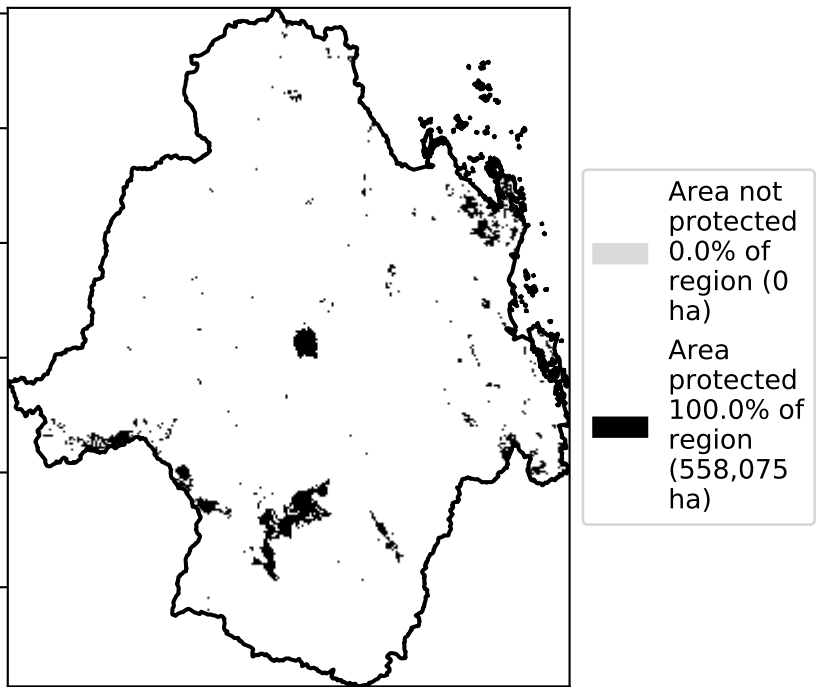 Area not
protected
0.0% of
region (0
ha)
Area
protected
100.0% of
region
(558,075
ha)